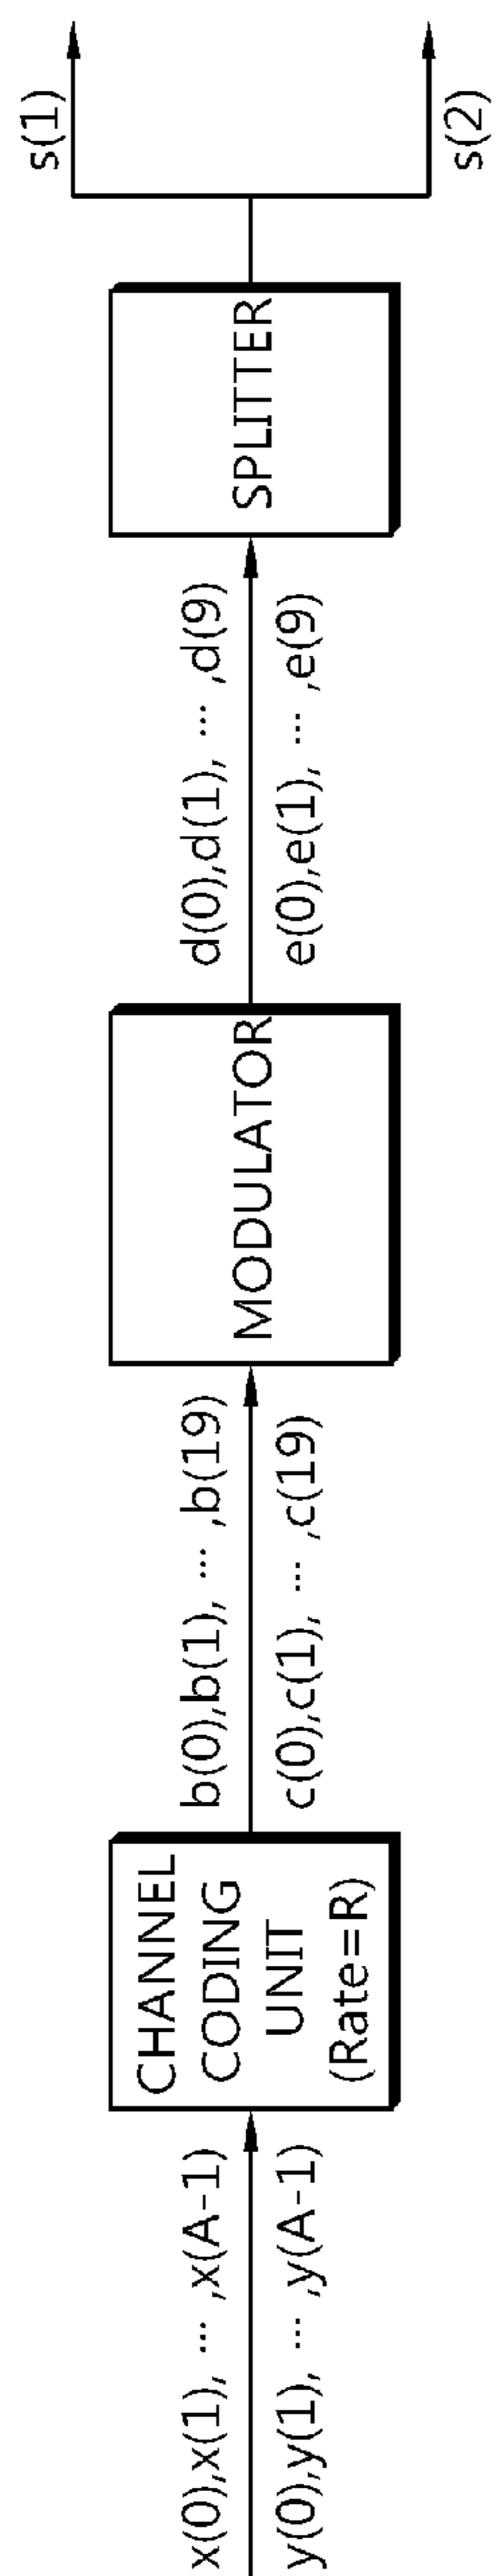 x(0),x(1), ... ,x(A-1)
y(0),y(1), ... ,y(A-1)
CHANNEL
CODING
UNIT
(Rate=R)
b(0),b(1), ... ,b(19)
c(0),c(1), ... ,c(19)
MODULATOR
d(0),d(1), ... ,d(9)
e(0),e(1), ... ,e(9)
SPLITTER
s(1)
s(2)